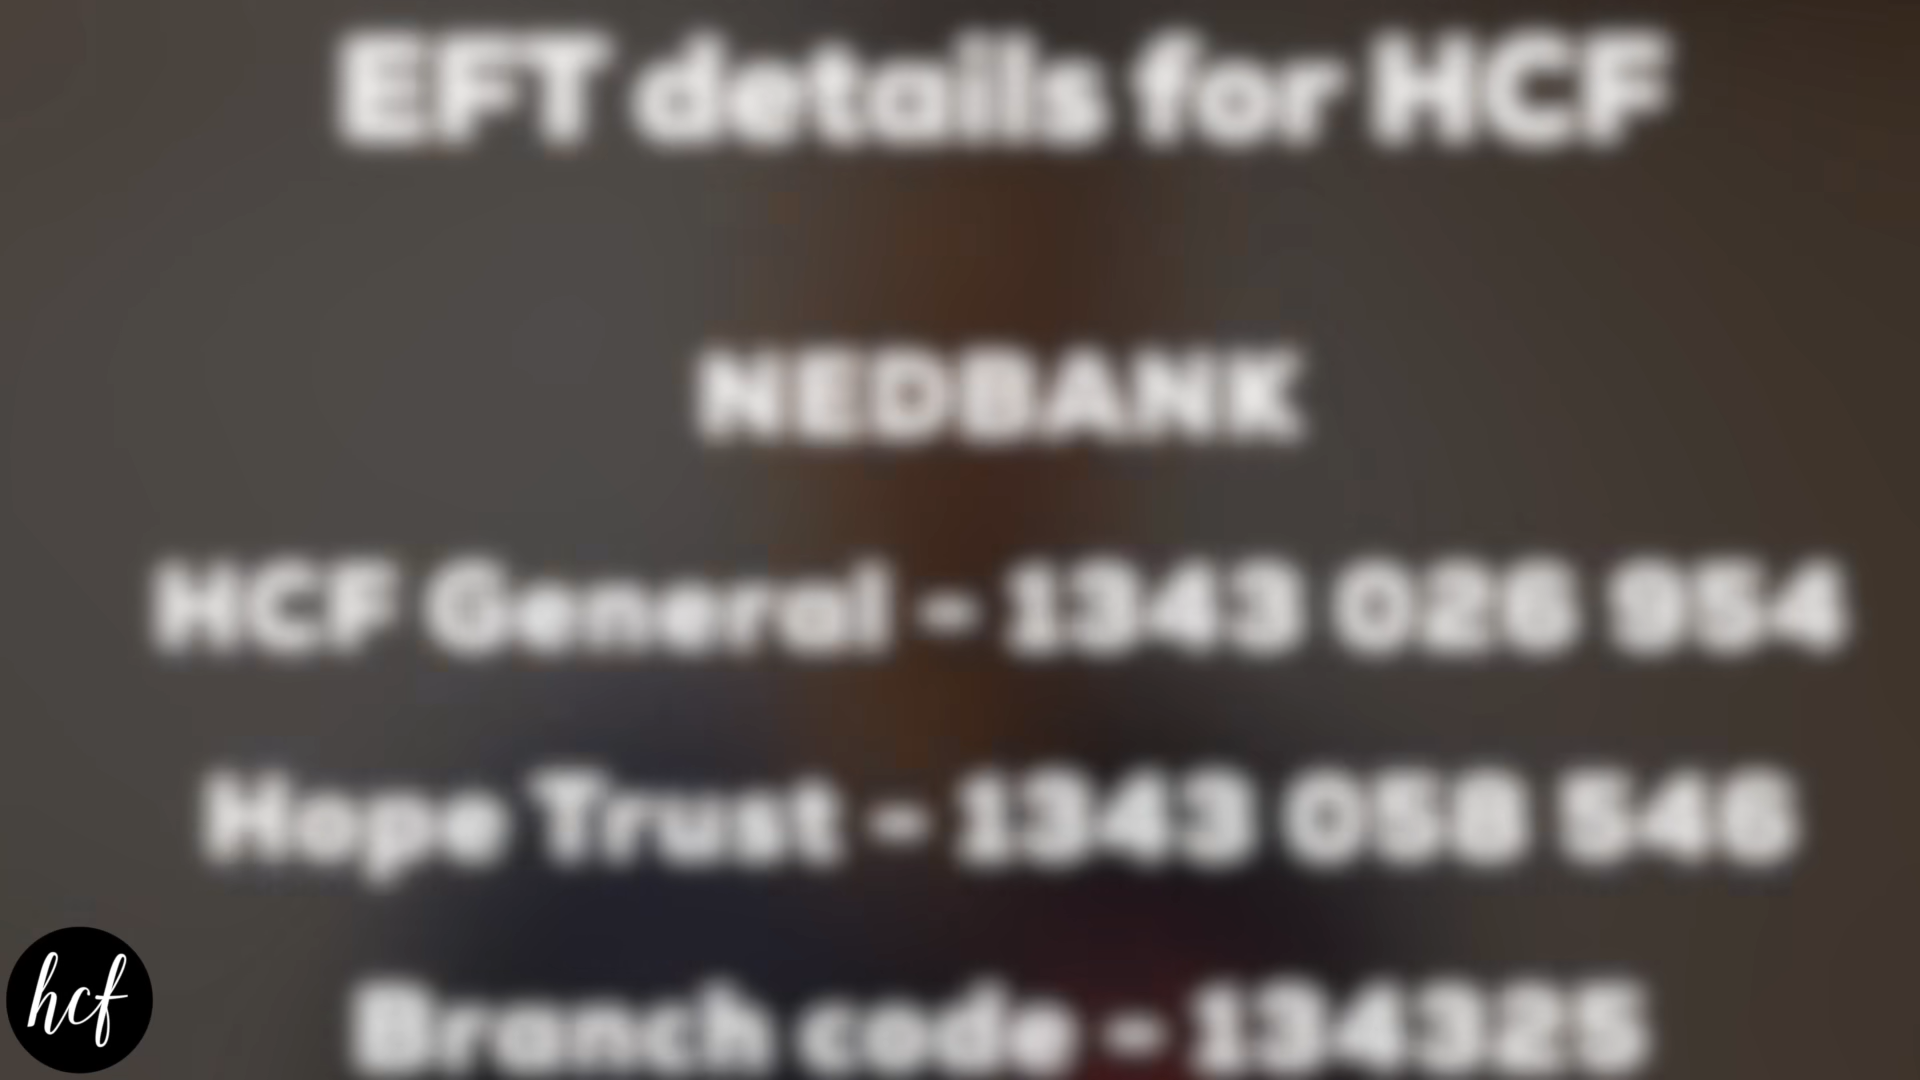 EFT details for HCF
NEDBANK
HCF General - 1343 026 954
Hope Trust - 1343 058 546
Branch code - 134325
hcf